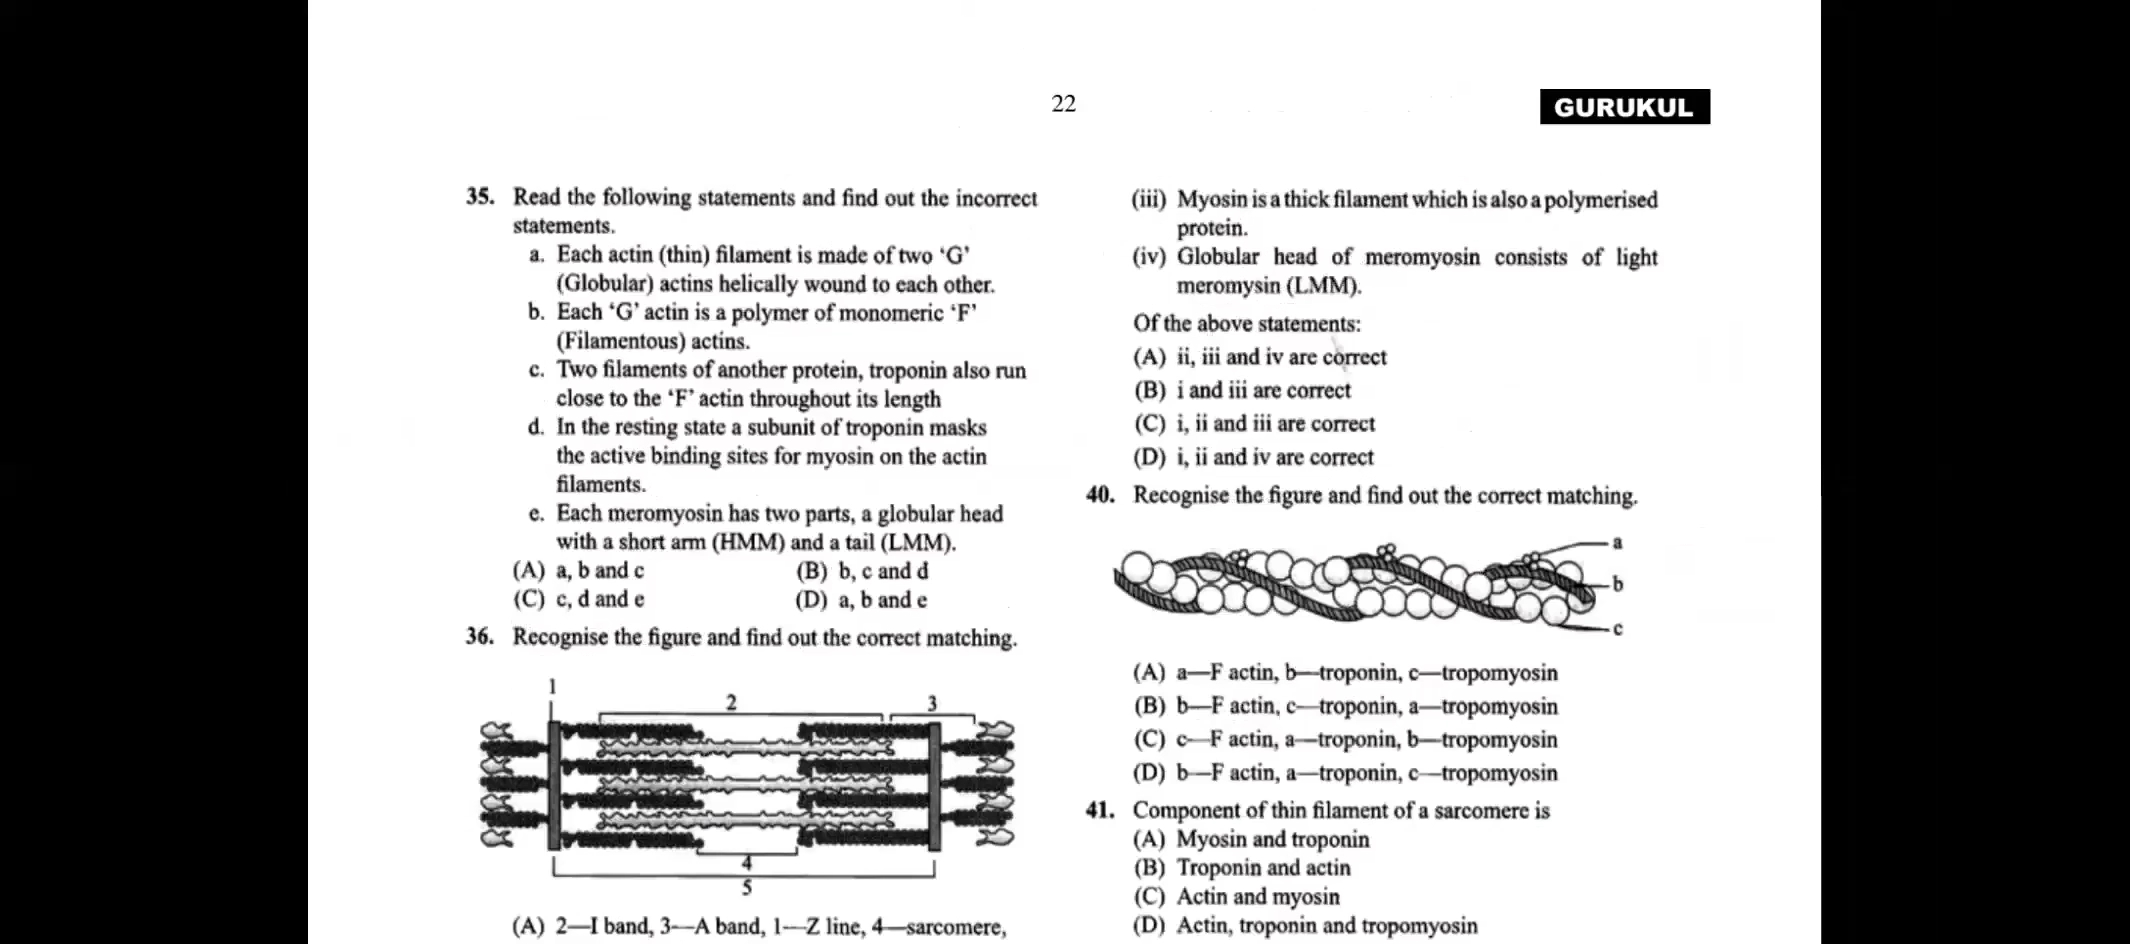 22
GURUKUL
35. Read the following statements and find out the incorrect
statements.
a. Each actin (thin) filament is made of two ‘G’
(Globular) actins helically wound to each other.
b. Each ‘G’ actin is a polymer of monomeric ‘F’
(Filamentous) actins.
c. Two filaments of another protein, troponin also run
close to the ‘F’ actin throughout its length
d. In the resting state a subunit of troponin masks
the active binding sites for myosin on the actin
filaments.
e. Each meromyosin has two parts, a globular head
with a short arm (HMM) and a tail (LMM).
(A) a, b and c (B) b, c and d
(C) c, d and e (D) a, b and e
36. Recognise the figure and find out the correct matching.
1
2
3
4
5
(A) 2—I band, 3—A band, 1—Z line, 4—sarcomere,
(iii) Myosin is a thick filament which is also a polymerised
protein.
(iv) Globular head of meromyosin consists of light
meromysin (LMM).
Of the above statements:
(A) ii, iii and iv are correct
(B) i and iii are correct
(C) i, ii and iii are correct
(D) i, ii and iv are correct
40. Recognise the figure and find out the correct matching.
a
b
c
(A) a—F actin, b—troponin, c—tropomyosin
(B) b—F actin, c—troponin, a—tropomyosin
(C) c—F actin, a—troponin, b—tropomyosin
(D) b—F actin, a—troponin, c—tropomyosin
41. Component of thin filament of a sarcomere is
(A) Myosin and troponin
(B) Troponin and actin
(C) Actin and myosin
(D) Actin, troponin and tropomyosin